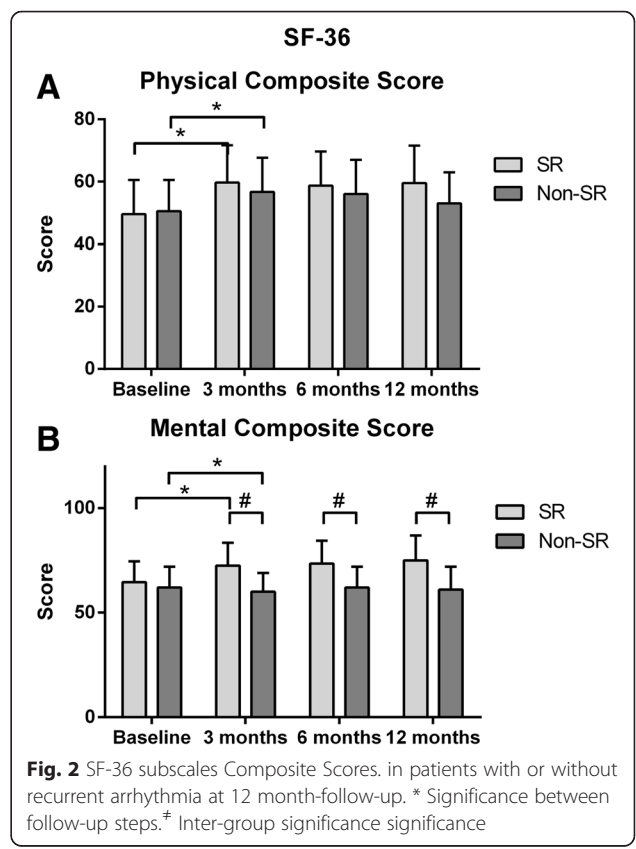 SF-36
A
Physical Composite Score
*
*
80
60
40
20
0
Score
SR
Non-SR
Baseline 3 months 6 months 12 months
B
Mental Composite Score
*
*
# # #
100
50
0
Score
SR
Non-SR
Baseline 3 months 6 months 12 months
Fig. 2 SF-36 subscales Composite Scores. in patients with or without
recurrent arrhythmia at 12 month-follow-up. * Significance between
follow-up steps.≠ Inter-group significance significance